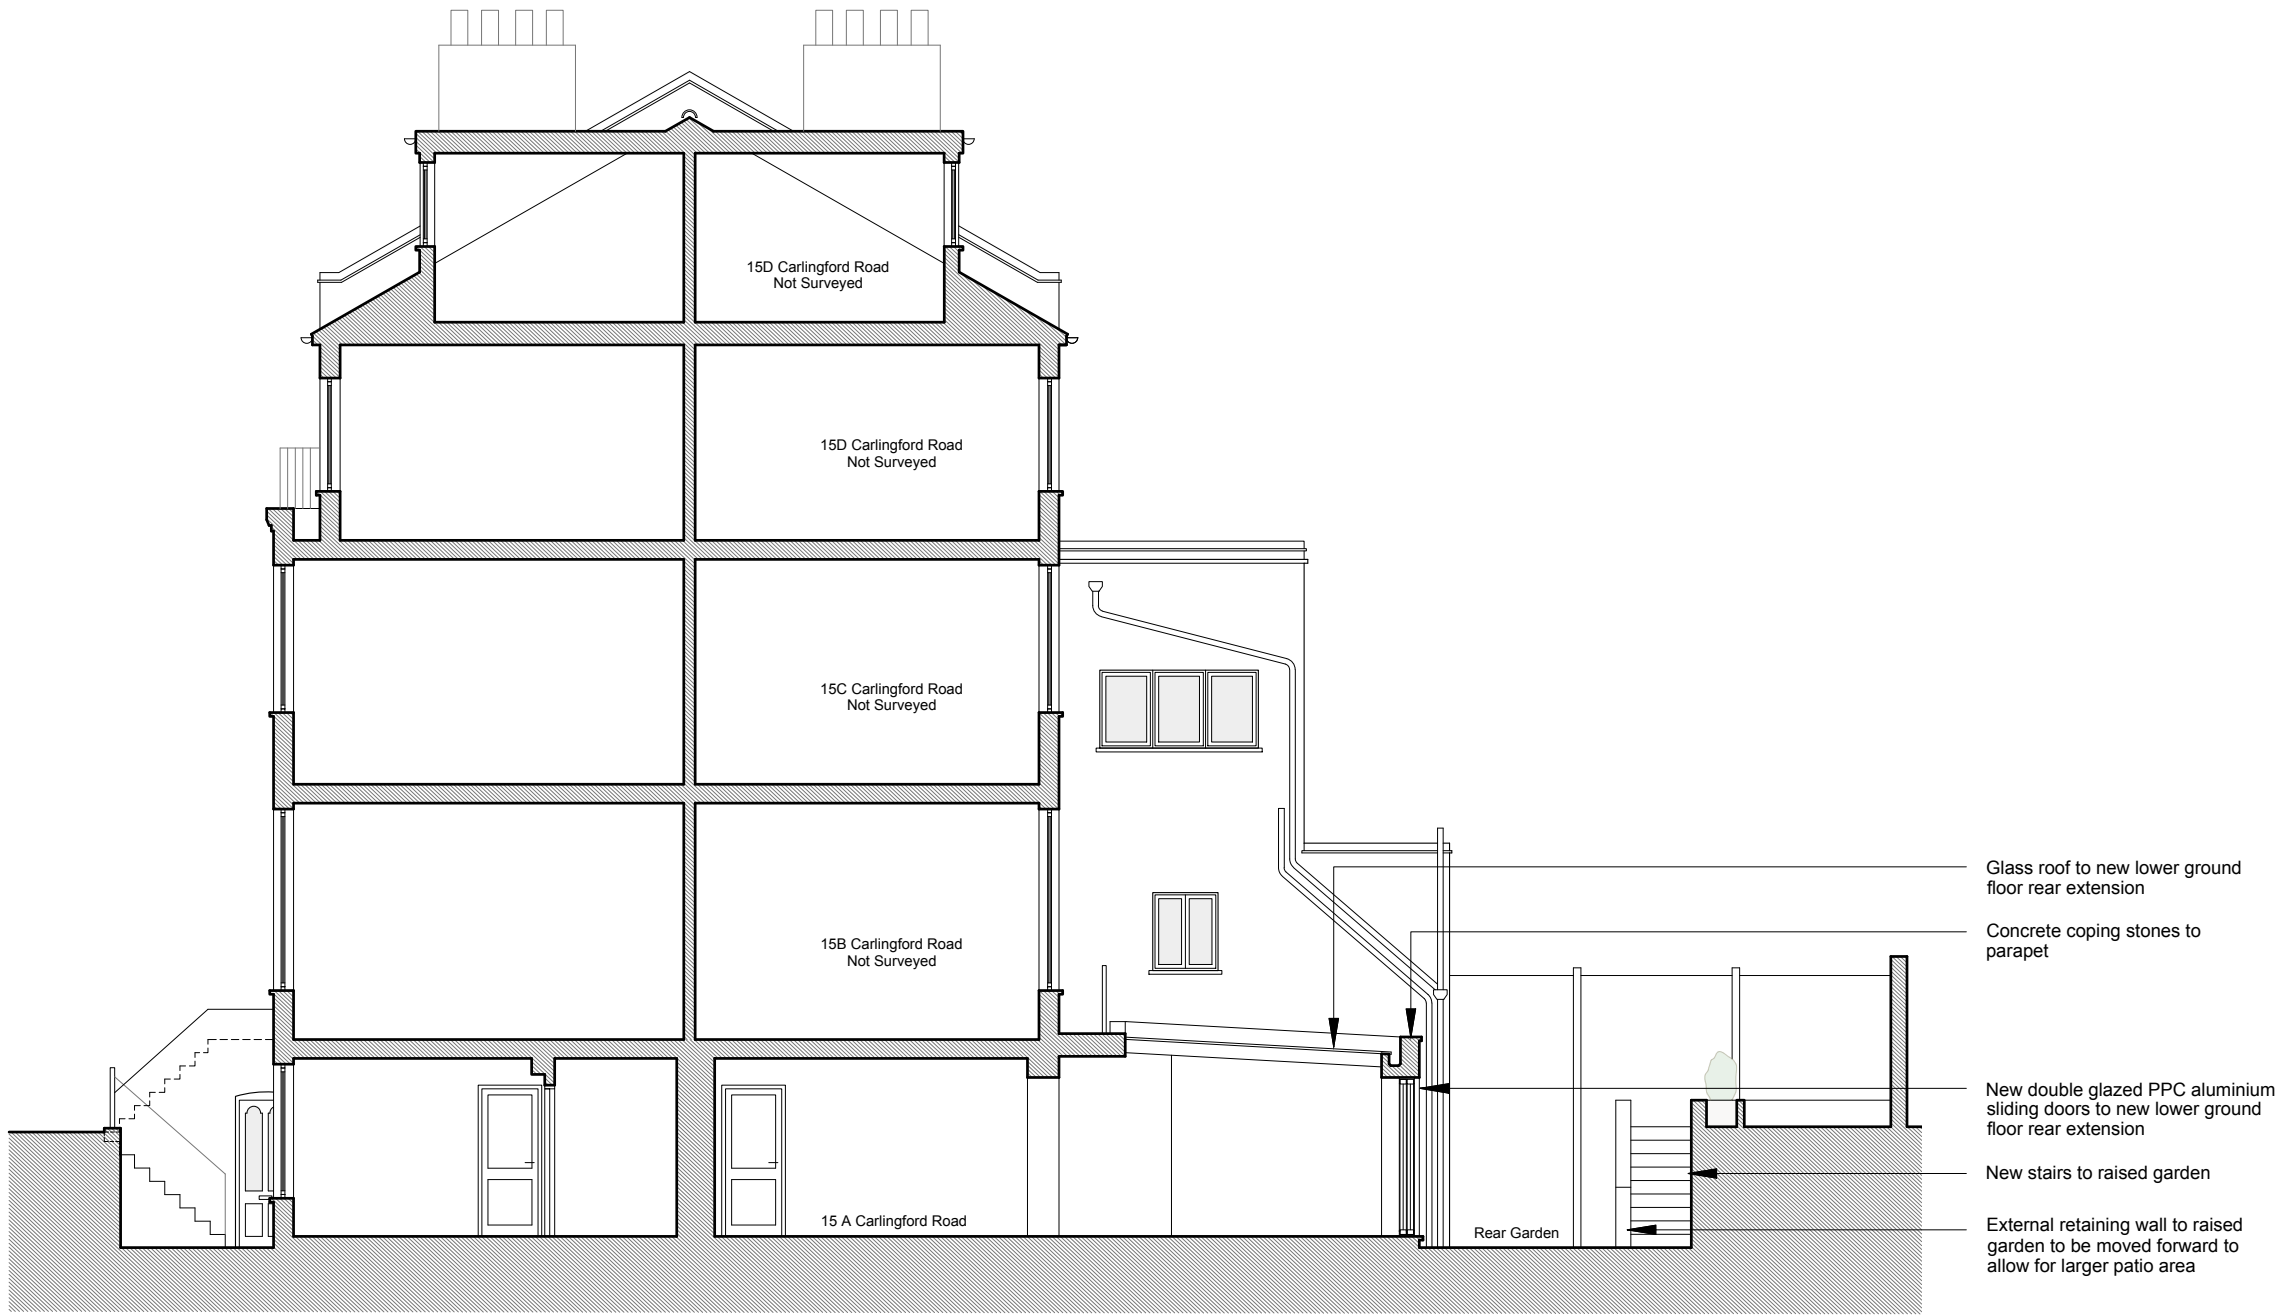 15D Carlingford Road
Not Surveyed
15D Carlingford Road
Not Surveyed
15C Carlingford Road
Not Surveyed
15B Carlingford Road
Not Surveyed
15 A Carlingford Road
Rear Garden
Glass roof to new lower ground
floor rear extension
Concrete coping stones to
parapet
New double glazed PPC aluminium
sliding doors to new lower ground
floor rear extension
New stairs to raised garden
External retaining wall to raised
garden to be moved forward to
allow for larger patio area